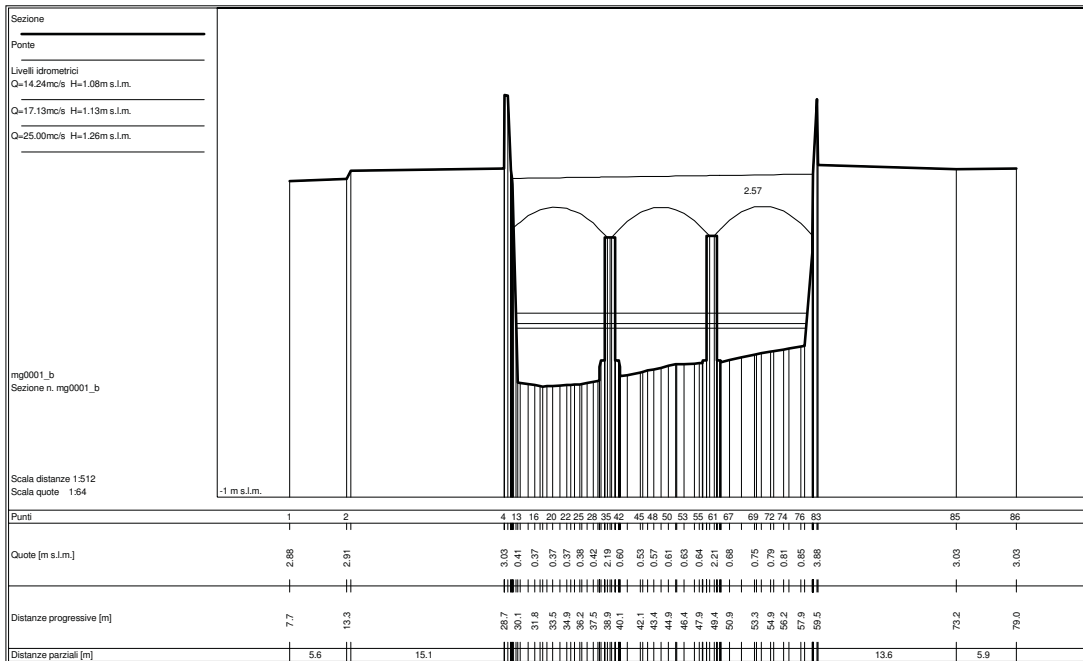 Sezione
Ponte
Livelli idrometrici
Q=14.24mc/s H=1.08m s.l.m.
Q=17.13mc/s H=1.13m s.l.m.
Q=25.00mc/s H=1.26m s.l.m.
2.57
mg0001_b
Sezione n. mg0001_b
Scala distanze 1:512
Scala quote 1:64
-1 m s.l.m.
Punti 1 2 4 13 16 20 22 25 28 35 42 45 48 50 53 55 61 67 69 72 74 76 83 85 86
Quote [m s.l.m.] 2.88 2.91 3.03 0.41 0.37 0.37 0.37 0.38 0.42 2.19 0.60 0.53 0.57 0.61 0.63 0.64 2.21 0.68 0.75 0.79 0.81 0.85 3.88 3.03 3.03
Distanze progressive [m] 7.7 13.3 28.7 30.1 31.8 33.5 34.9 36.2 37.5 38.9 40.1 42.1 43.4 44.9 46.4 47.9 49.4 50.9 53.3 54.9 56.2 57.9 59.5 73.2 79.0
Distanze parziali [m] 5.6 15.1 13.6 5.9